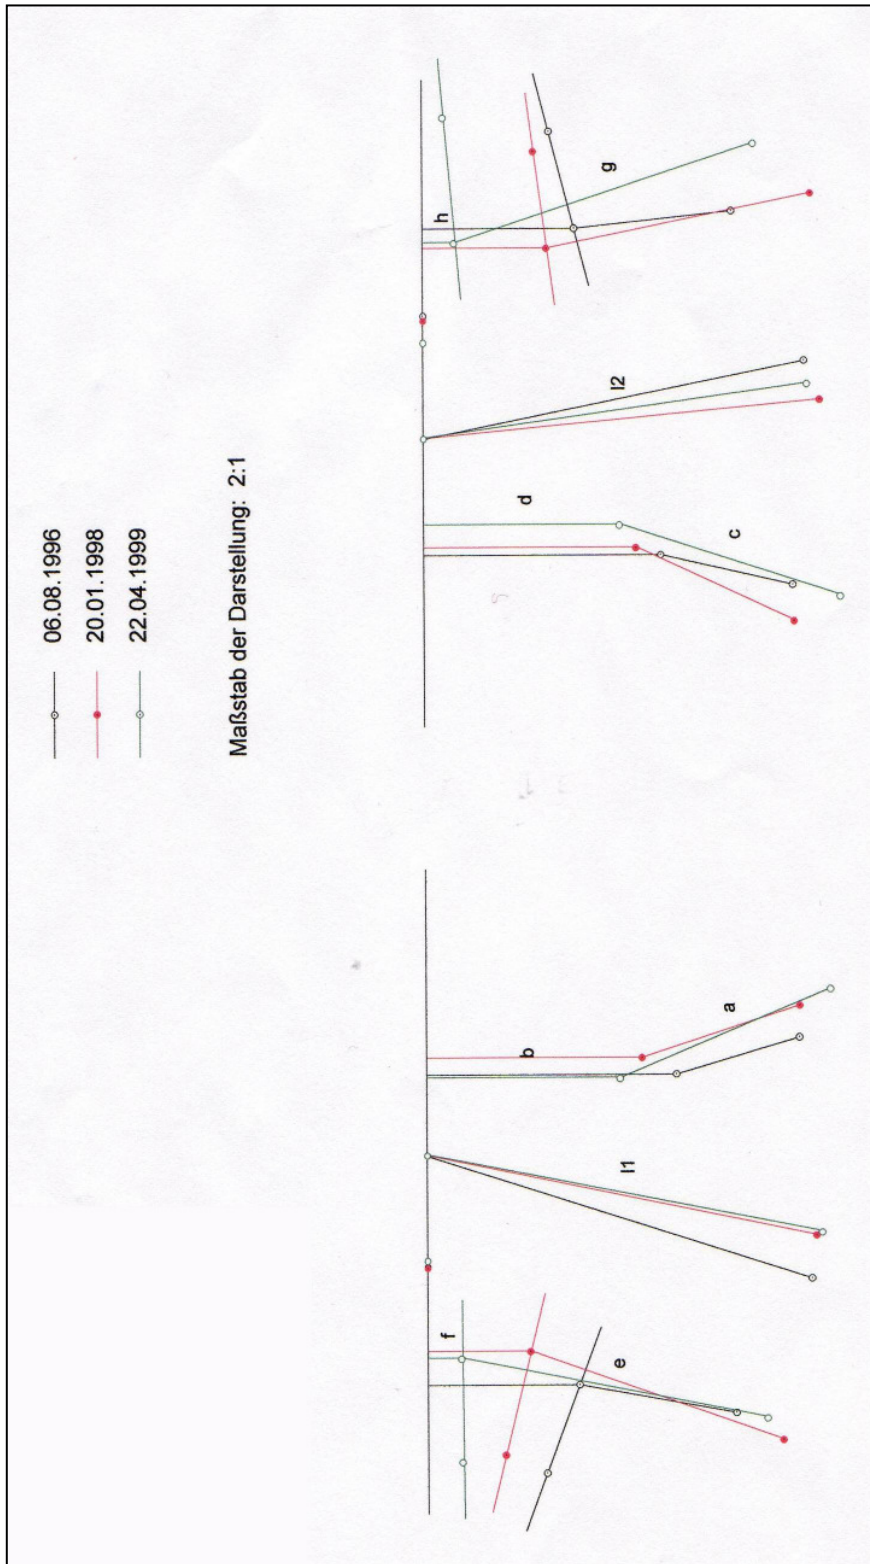 06.08.1996
20.01.1998
22.04.1999
Maßstab der Darstellung: 2:1
f
e
l1
b
a
d
c
l2
h
g